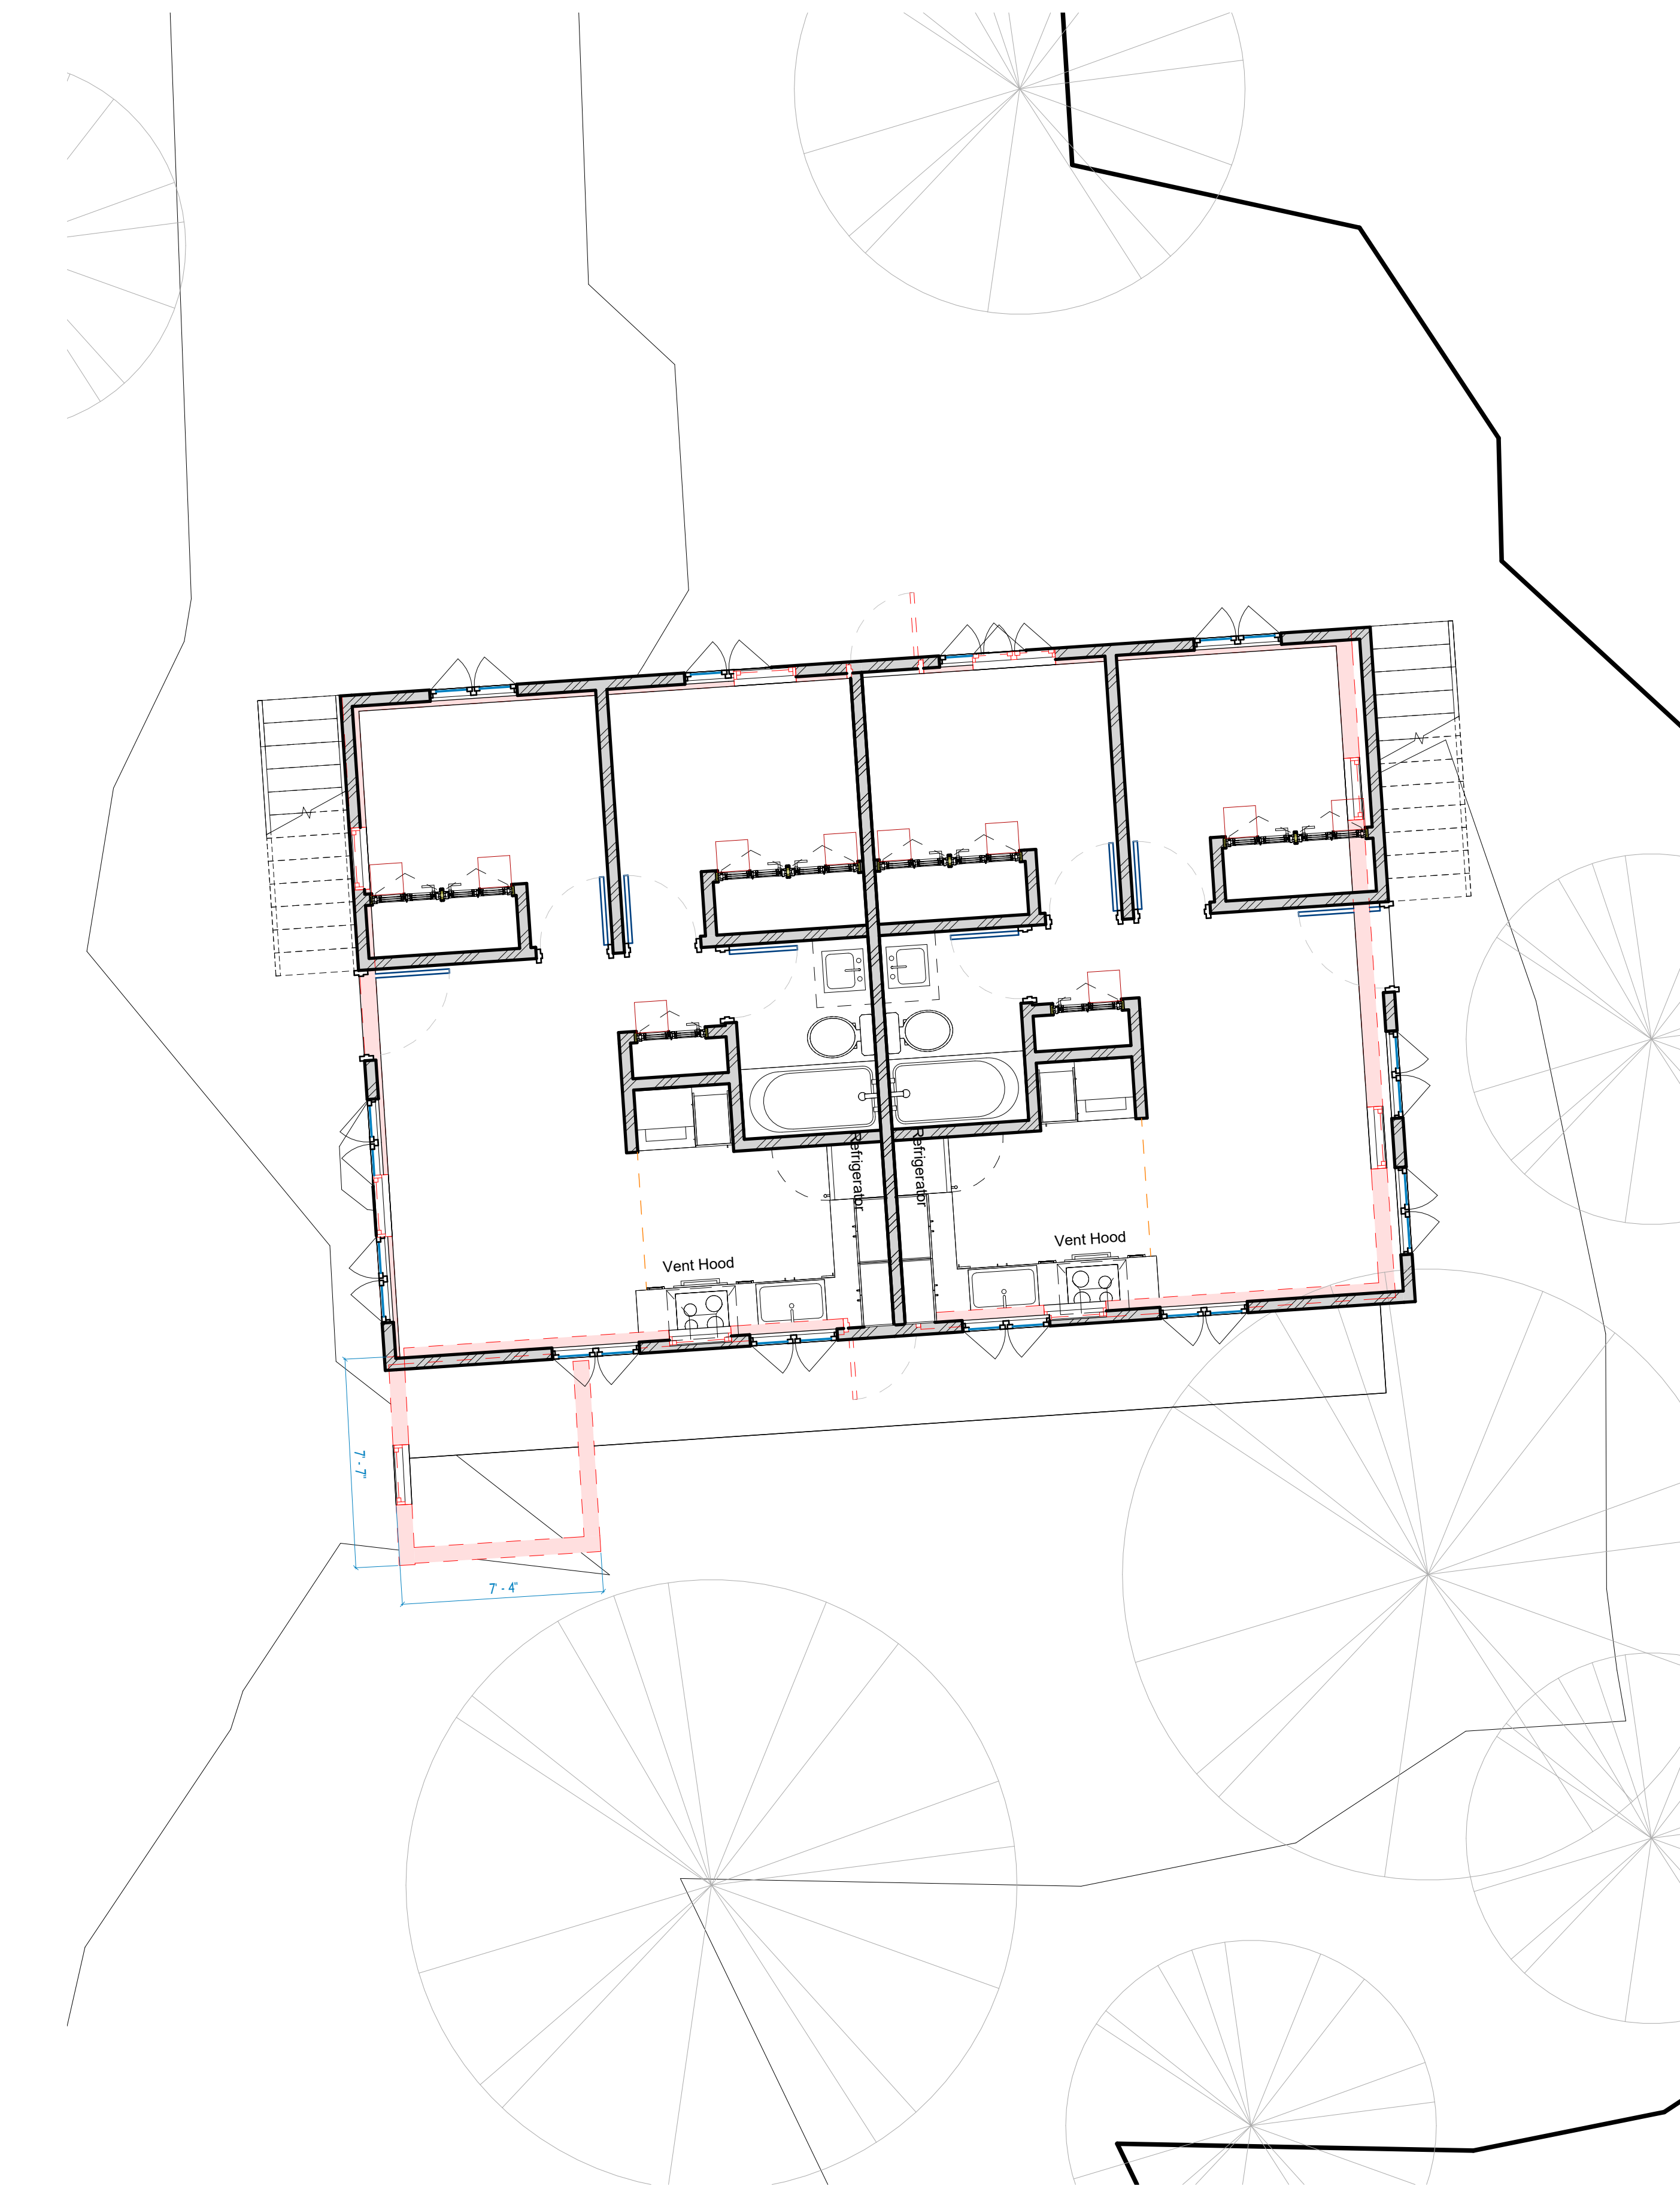 Refrigerator
Refrigerator
Vent Hood
Vent Hood
7' - 7"
7' - 4"